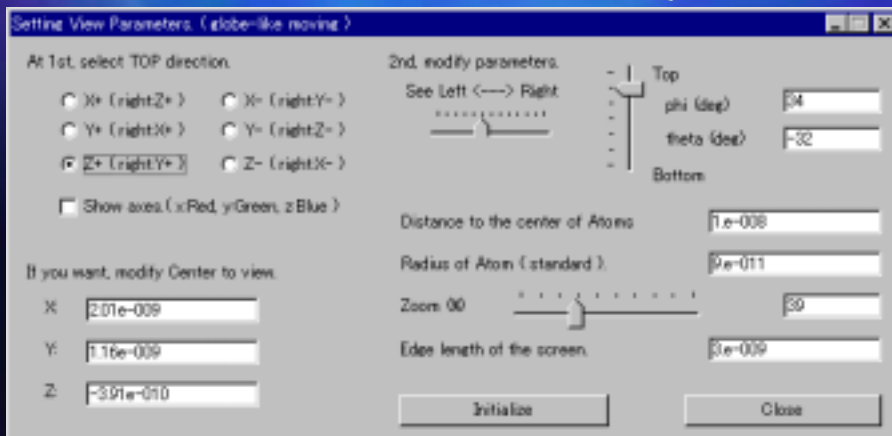 Setting View Parameters. ( globe-like moving )
At 1st, select TOP direction.
X+ ( right:Z+ )
X- ( right:Y- )
Y+ ( right:X+ )
Y- ( right:Z- )
Z+ ( right:Y+ )
Z- ( right:X- )
Show axes.( x:Red, y:Green, z:Blue )
If you want, modify Center to view.
X: 2.01e-009
Y: 1.16e-009
Z: -3.91e-010
2nd, modify parameters.
See Left <---> Right
Top
phi (deg) 34
theta (deg) -32
Bottom
Distance to the center of Atoms 1.e-008
Radius of Atom ( standard ). 9.e-011
Zoom (%) 39
Edge length of the screen. 3.e-009
Initialize
Close